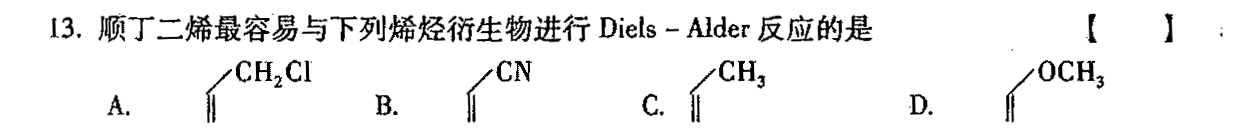 13. 顺丁二烯最容易与下列烯烃衍生物进行 Diels – Alder 反应的是 【 】
A. CH₂Cl B. CN C. CH₃ D. OCH₃